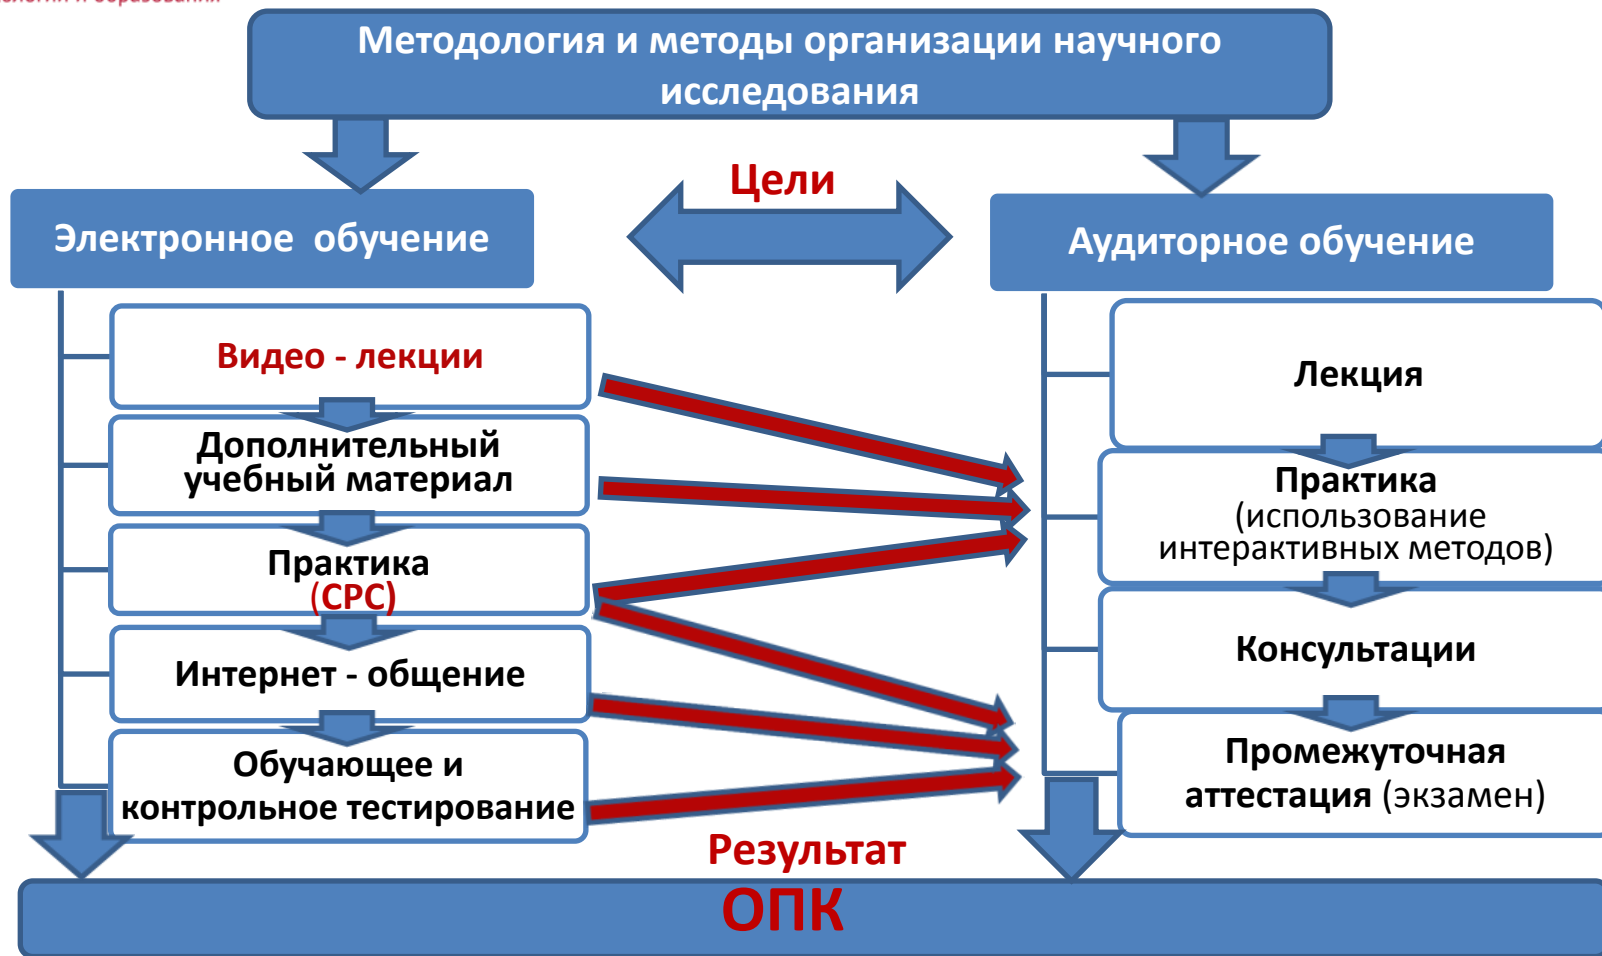 и образования
Методология и методы организации научного
исследования
Цели
Электронное обучение
Аудиторное обучение
Видео - лекции
Дополнительный
учебный материал
Практика
(СРС)
Интернет - общение
Обучающее и
контрольное тестирование
Лекция
Практика
(использование
интерактивных методов)
Консультации
Промежуточная
аттестация (экзамен)
Результат
ОПК